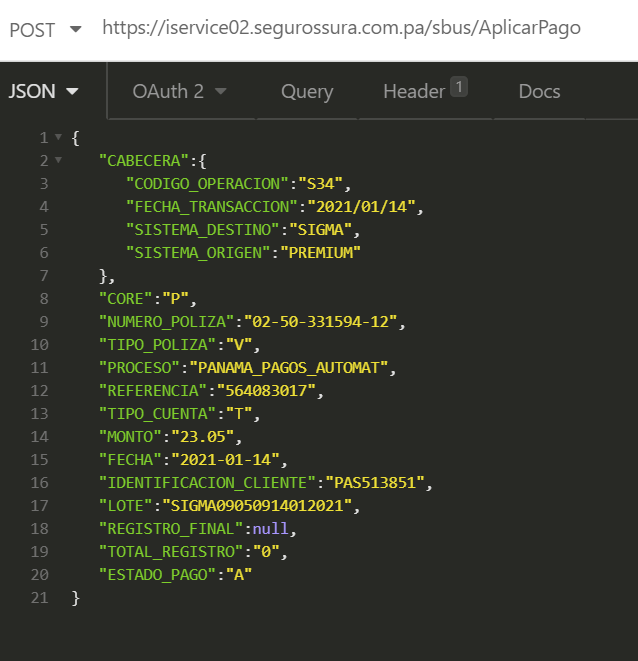 POST https://iservice02.segurossura.com.pa/sbus/AplicarPago
JSON OAuth 2 Query Header 1 Docs
1 {
2 "CABECERA":{
3 "CODIGO_OPERACION":"S34",
4 "FECHA_TRANSACCION":"2021/01/14",
5 "SISTEMA_DESTINO":"SIGMA",
6 "SISTEMA_ORIGEN":"PREMIUM"
7 },
8 "CORE":"P",
9 "NUMERO_POLIZA":"02-50-331594-12",
10 "TIPO_POLIZA":"V",
11 "PROCESO":"PANAMA_PAGOS_AUTOMAT",
12 "REFERENCIA":"564083017",
13 "TIPO_CUENTA":"T",
14 "MONTO":"23.05",
15 "FECHA":"2021-01-14",
16 "IDENTIFICACION_CLIENTE":"PAS513851",
17 "LOTE":"SIGMA09050914012021",
18 "REGISTRO_FINAL":null,
19 "TOTAL_REGISTRO":"0",
20 "ESTADO_PAGO":"A"
21 }